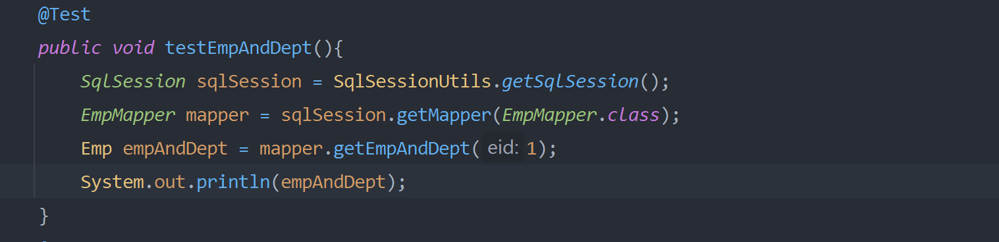 @Test
public void testEmpAndDept(){
SqlSession sqlSession = SqlSessionUtils.getSqlSession();
EmpMapper mapper = sqlSession.getMapper(EmpMapper.class);
Emp empAndDept = mapper.getEmpAndDept( eid: 1);
System.out.println(empAndDept);
}